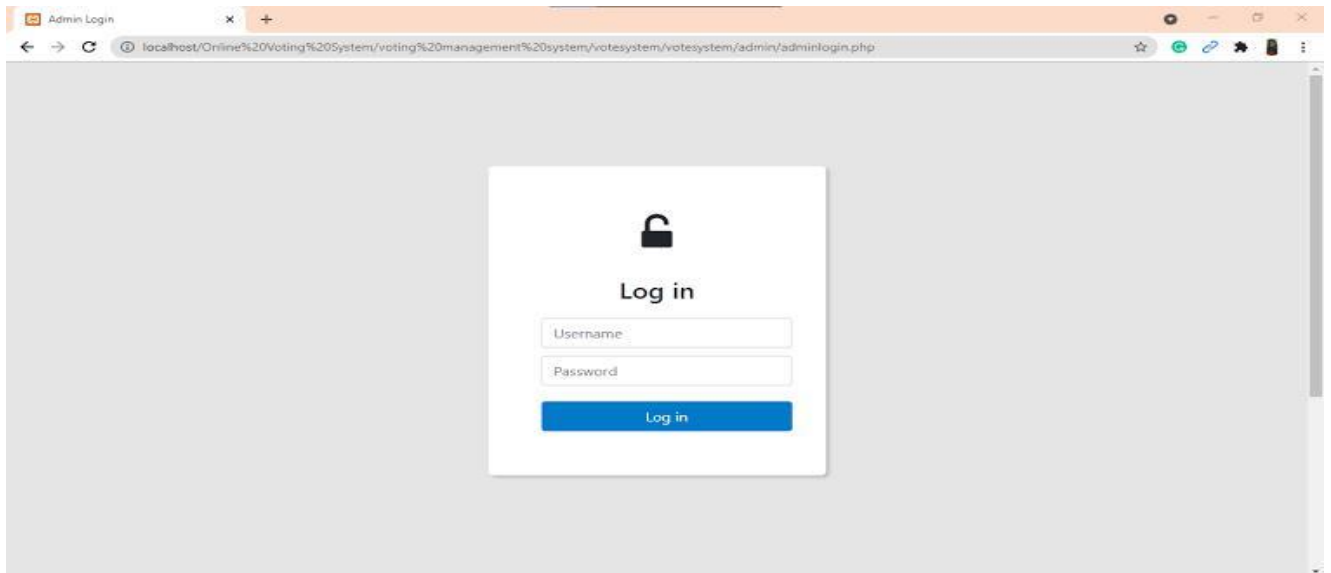 Admin Login
localhost/Online%20Voting%20System/voting%20management%20system/votesystem/votesystem/admin/adminlogin.php
Log in
Username
Password
Log in